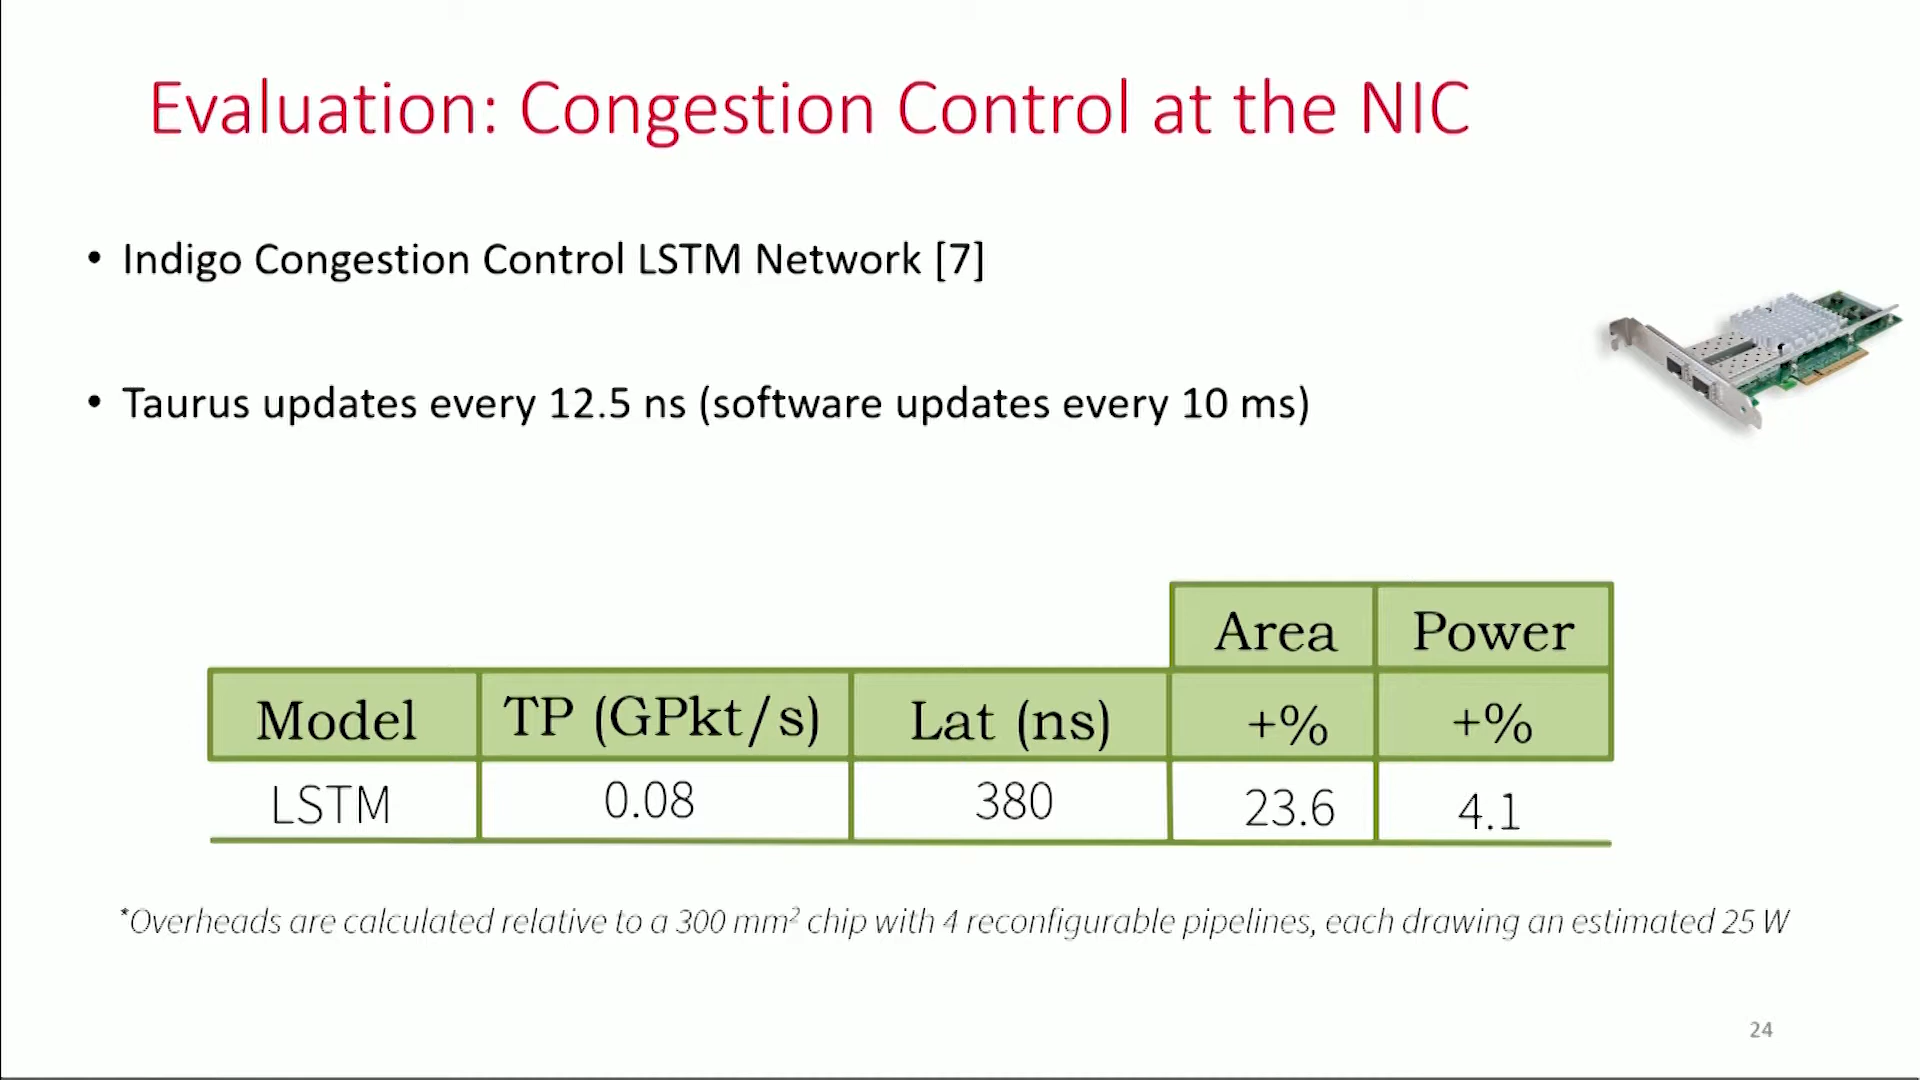 Evaluation: Congestion Control at the NIC
• Indigo Congestion Control LSTM Network [7]
• Taurus updates every 12.5 ns (software updates every 10 ms)
Area Power
Model TP (GPkt/s) Lat (ns) +% +%
LSTM 0.08 380 23.6 4.1
*Overheads are calculated relative to a 300 mm² chip with 4 reconfigurable pipelines, each drawing an estimated 25 W
24